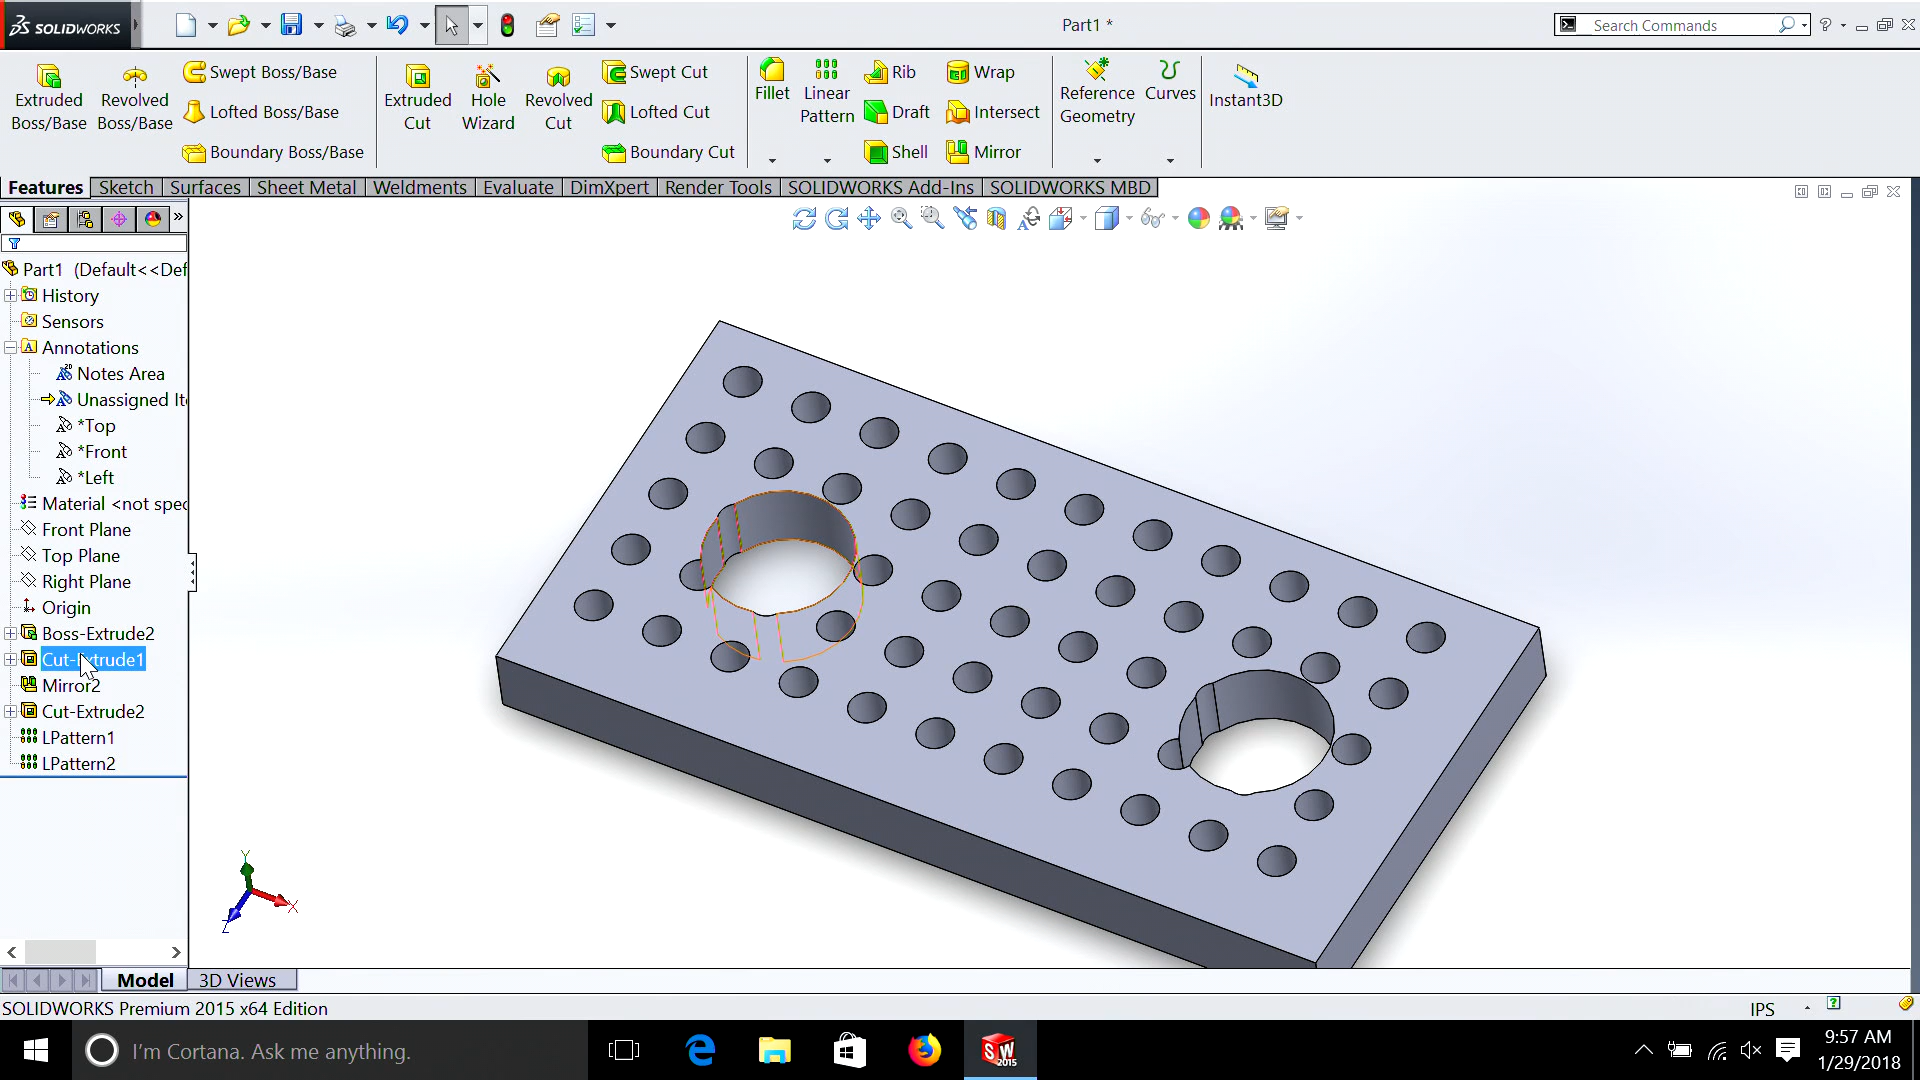 SOLIDWORKS
Part1 *
Search Commands
?
Extruded Boss/Base
Revolved Boss/Base
Swept Boss/Base
Lofted Boss/Base
Boundary Boss/Base
Extruded Cut
Hole Wizard
Revolved Cut
Swept Cut
Lofted Cut
Boundary Cut
Fillet
Linear Pattern
Rib
Draft
Shell
Wrap
Intersect
Mirror
Reference Geometry
Curves
Instant3D
Features
Sketch
Surfaces
Sheet Metal
Weldments
Evaluate
DimXpert
Render Tools
SOLIDWORKS Add-Ins
SOLIDWORKS MBD
Part1 (Default<<Def
History
Sensors
Annotations
Notes Area
Unassigned It
*Top
*Front
*Left
Material <not spec
Front Plane
Top Plane
Right Plane
Origin
Boss-Extrude2
Cut-Extrude1
Mirror2
Cut-Extrude2
LPattern1
LPattern2
Y
X
Z
Model
3D Views
SOLIDWORKS Premium 2015 x64 Edition
IPS
I'm Cortana. Ask me anything.
SW
2015
9:57 AM
1/29/2018